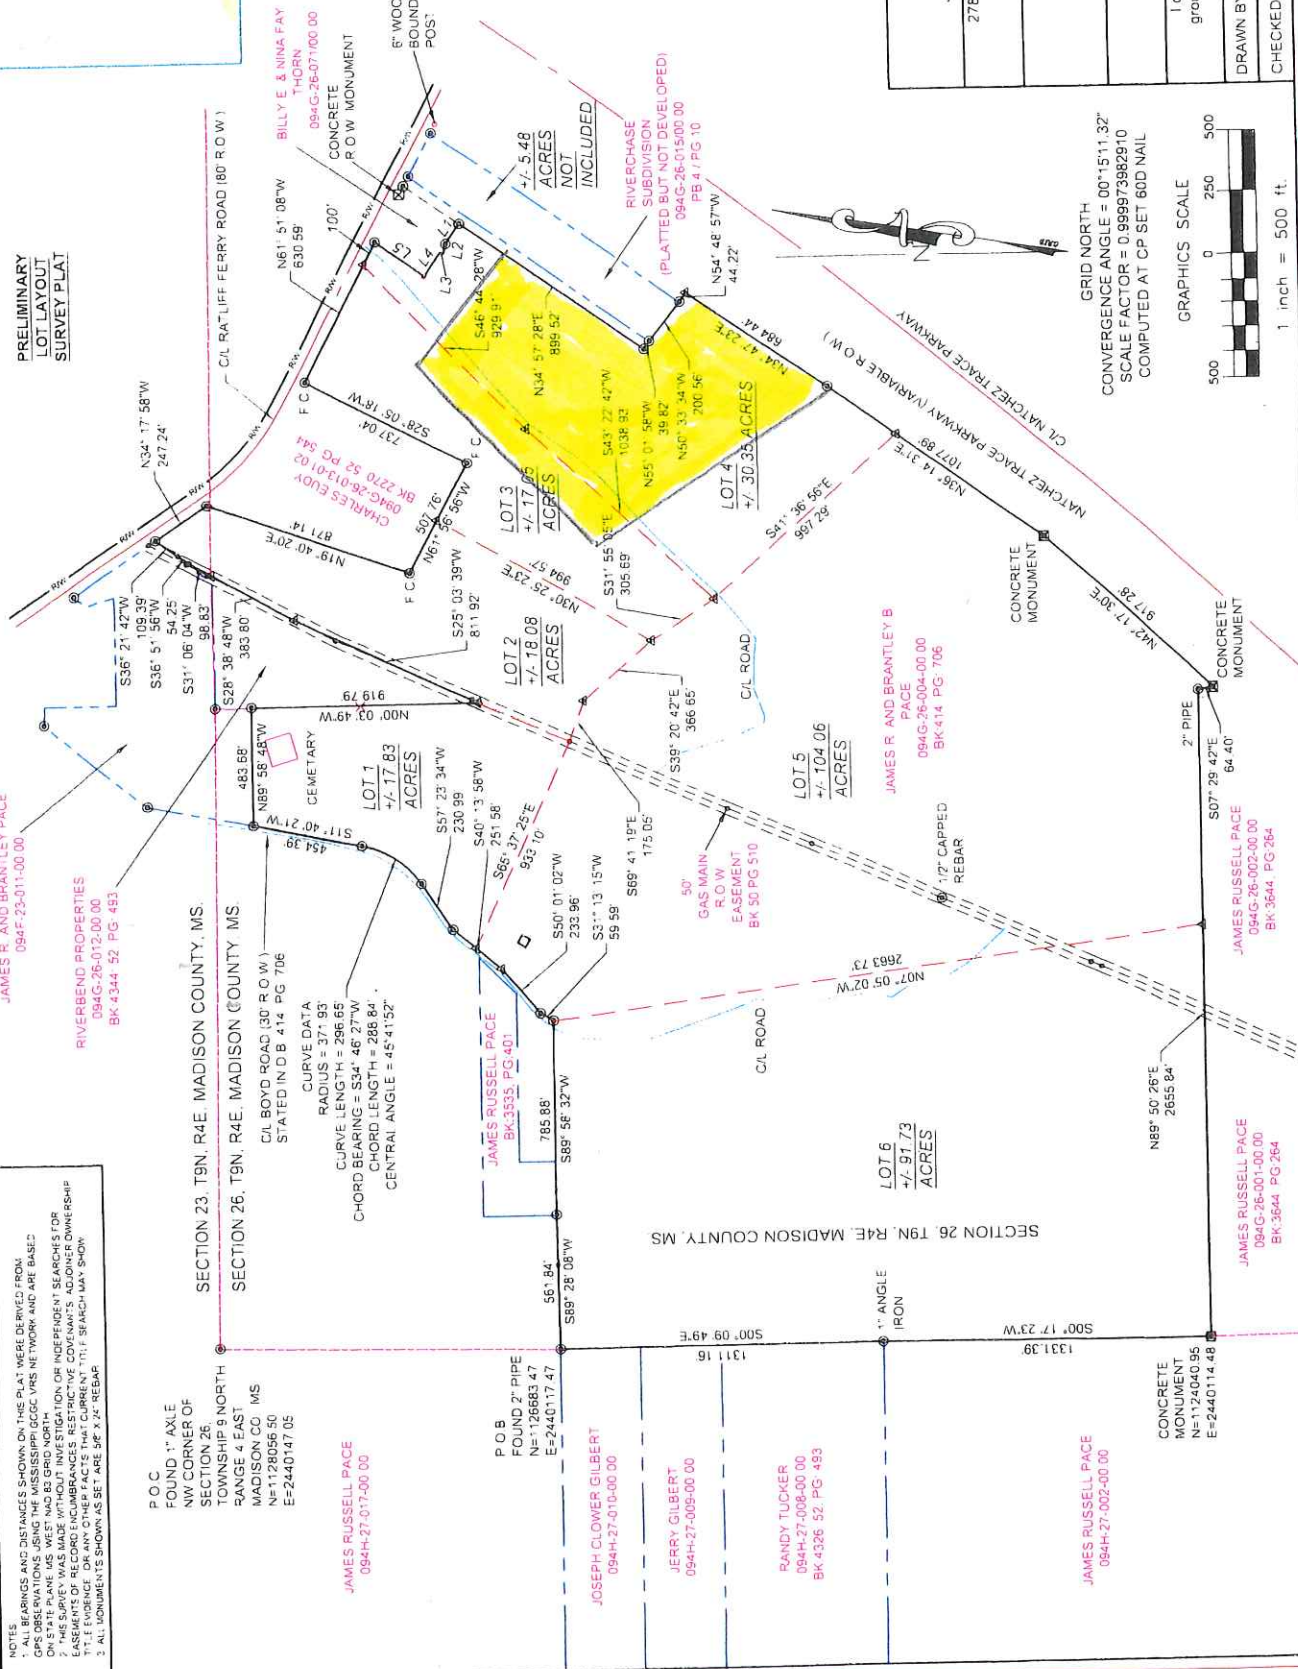 PRELIMINARY
LOT LAYOUT
SURVEY PLAT
NOTES
1. ALL BEARINGS AND DISTANCES SHOWN ON THIS PLAT WERE DERIVED FROM
GPS OBSERVATIONS USING THE MISSISSIPPI GCGC VRS NETWORK AND ARE BASED
ON STATE PLANE MS WEST NAD 83 GRID NORTH
2. THIS SURVEY WAS MADE WITHOUT INVESTIGATION OR INDEPENDENT SEARCHES FOR
EASEMENTS OF RECORD ENCUMBRANCES RESTRICTIVE COVENANTS ADJOINER OWNERSHIP
TITLE EVIDENCE OR ANY OTHER FACTS THAT CURRENT TITLE SEARCH MAY SHOW
3. ALL MONUMENTS SHOWN AS SET ARE 5/8" X 24" REBAR
JAMES R. AND BRANTLEY PACE
094F-23-011-00.00
RIVERBEND PROPERTIES
094G-26-012-00.00
BK 4344 52 PG 493
SECTION 23, T9N, R4E, MADISON COUNTY, MS.
SECTION 26, T9N, R4E, MADISON COUNTY, MS.
C/L BOYD ROAD (30' R.O.W.)
STATED IN D.B. 414 PG 706
CURVE DATA
RADIUS = 371.93'
CURVE LENGTH = 296.65'
CHORD BEARING = S34° 46' 27"W
CHORD LENGTH = 288.84'
CENTRAL ANGLE = 45°41'52"
P.O.C.
FOUND 1" AXLE
NW CORNER OF
SECTION 26,
TOWNSHIP 9 NORTH
RANGE 4 EAST
MADISON CO. MS
N=1128056.50
E=2440147.05
JAMES RUSSELL PACE
094H-27-017-00.00
P.O.B.
FOUND 2" PIPE
N=1126683.47
E=2440117.47
JOSEPH CLOWER GILBERT
094H-27-010-00.00
JERRY GILBERT
094H-27-009-00.00
RANDY TUCKER
094H-27-008-00.00
BK 4326 52 PG 493
JAMES RUSSELL PACE
094H-27-002-00.00
CONCRETE
MONUMENT
N=1124040.95
E=2440114.48
N34° 17' 58"W
247.24'
C/L RATLIFF FERRY ROAD (80' R.O.W.)
R/W
R/W
R/W
R/W
R/W
R/W
R/W
N61° 51' 08"W
630.59'
100'
BILLY E. & NINA FAY
THORN
094G-26-071/00.00
CONCRETE
R.O.W. MONUMENT
6" WOOD
BOUND
POST
+/- 5.48
ACRES
NOT
INCLUDED
RIVERCHASE
SUBDIVISION
(PLATTED BUT NOT DEVELOPED)
094G-26-015/00.00
PB 4 / PG 10
L5
L4
L3
L2
L1
S46° 44' 28"W
N34° 57' 28"E
899.52'
S43° 22' 42"W
1038.93'
N55° 01' 58"W
39.82'
N50° 33' 34"W
200.56'
N54° 48' 57"W
44.22'
N34° 47' 23"E
684.44'
LOT 4
+/- 30.35 ACRES
LOT 3
ACRES
F C
S28° 05' 18"W
737.04'
CHARLES EUDY
094G-26-013-01.02
BK 2270 52 PG 544
F C
507.76'
N61° 56' 56"W
F C
871.14'
N19° 40' 20"E
S36° 21' 42"W
109.39'
S36° 51' 56"W
54.25'
S31° 06' 04"W
98.83'
S28° 38' 48"W
383.80'
S25° 03' 39"W
811.92'
994.57'
N30° 25' 23"E
LOT 2
+/- 18.08
ACRES
919.79'
N00° 03' 49"W
483.68'
N89° 58' 48"W
CEMETARY
LOT 1
+/- 17.83
ACRES
S11° 40' 21"W
454.39'
S57° 23' 34"W
230.99
S40° 13' 58"W
251.58'
S65° 37' 25"E
933.10'
S50° 01' 02"W
233.96'
S31° 13' 15"W
59.59'
S69° 41' 19"E
175.05'
S39° 20' 42"E
366.65'
S31° 55' 05"E
305.69'
S41° 36' 56"E
997.29'
N36° 14' 31"E
1077.89'
NATCHEZ TRACE PARKWAY (VARIABLE R.O.W.)
C/L NATCHEZ TRACE PARKWAY
C/L ROAD
LOT 5
+/- 104.06
ACRES
JAMES R. AND BRANTLEY B.
PACE
094G-26-004-00.00
BK 414 PG 706
50'
GAS MAIN
R.O.W.
EASEMENT
BK 50 PG 510
1/2" CAPPED
REBAR
CONCRETE
MONUMENT
N42° 17' 30"E
917.28'
2" PIPE
CONCRETE
MONUMENT
S07° 29' 42"E
64.40'
JAMES RUSSELL PACE
BK:3535, PG:401
785.88'
S89° 58' 32"W
561.84'
S89° 28' 08"W
C/L ROAD
2663.73'
N07° 05' 02"W
LOT 6
+/- 91.73
ACRES
SECTION 26, T9N, R4E, MADISON COUNTY, MS
S00° 09' 49"E
1311.16'
1" ANGLE
IRON
S00° 17' 23"W
1331.39'
N89° 50' 26"E
2655.84'
JAMES RUSSELL PACE
094G-26-002-00.00
BK:3644, PG:264
JAMES RUSSELL PACE
094G-26-001-00.00
BK:3644 PG:264
GRID
GRID NORTH
CONVERGENCE ANGLE = 00°15'11.32"
SCALE FACTOR = 0.999973982910
COMPUTED AT CP SET 60D NAIL
GRAPHICS SCALE
500
0
250
500
1 inch = 500 ft.
278
DRAWN BY
CHECKED